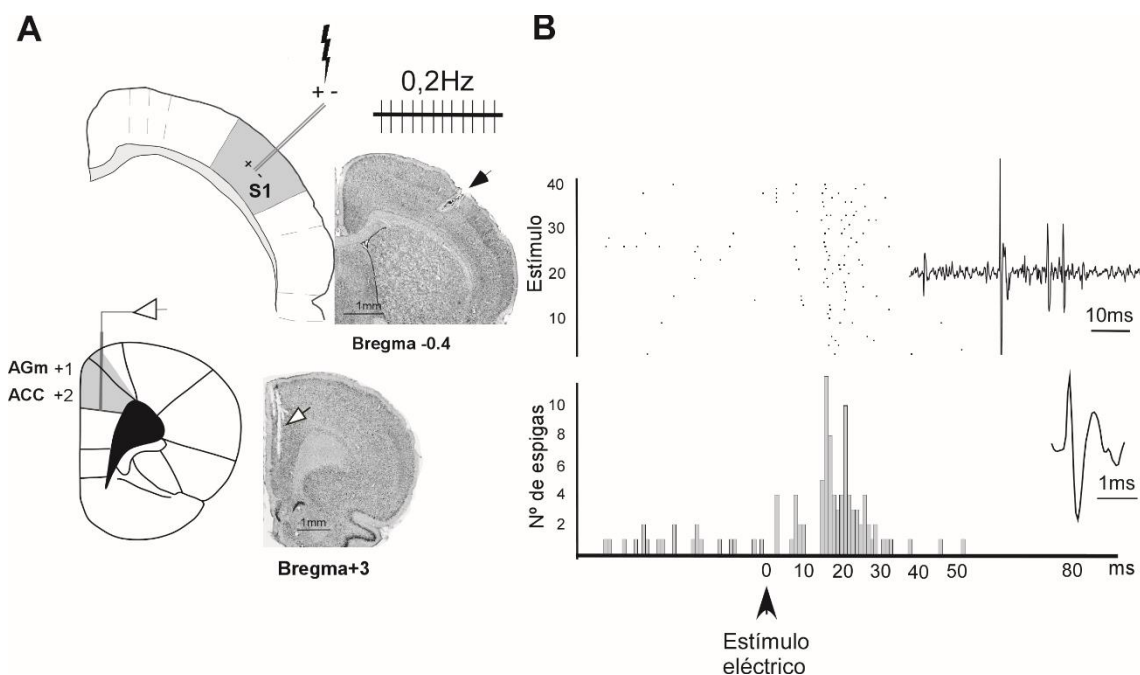 A
+ -
0,2Hz
+
-
S1
1mm
Bregma -0.4
AGm +1
ACC +2
1mm
Bregma+3
B
Estímulo
40
30
20
10
10ms
Nº de espigas
10
8
6
4
2
1ms
0 10 20 30 40 50 80 ms
Estímulo
eléctrico